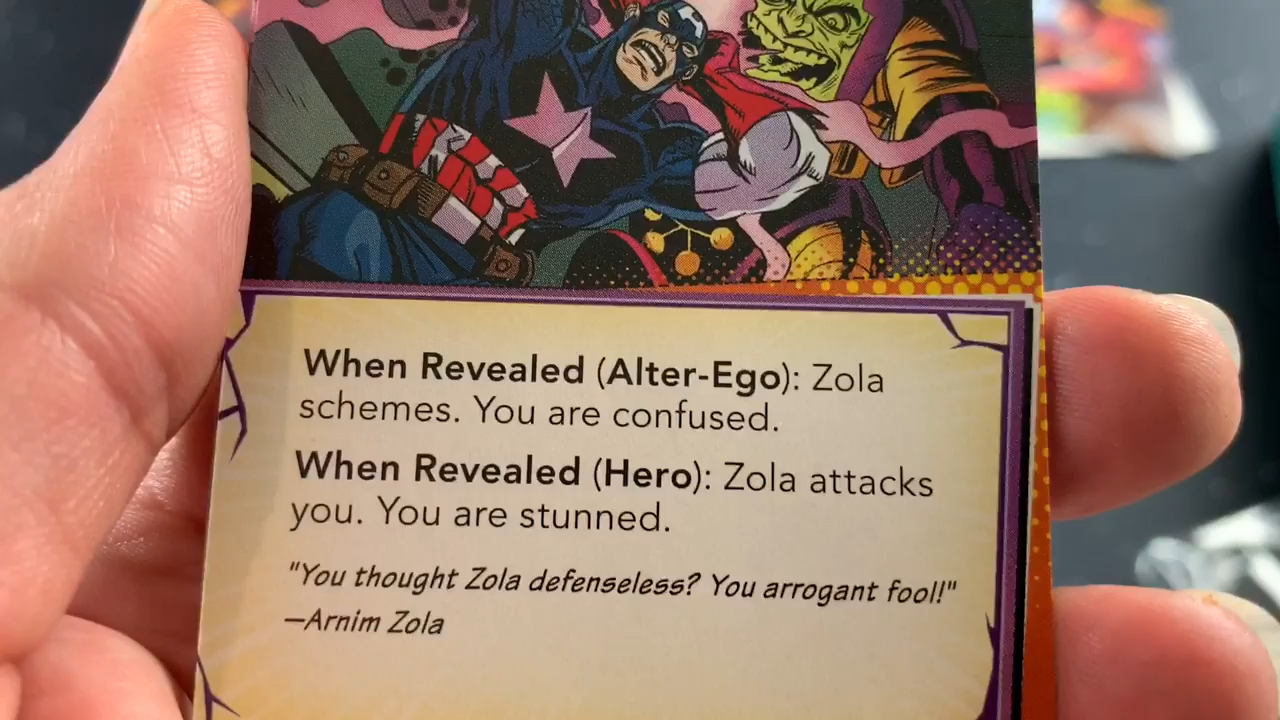 When Revealed (Alter-Ego): Zola
schemes. You are confused.
When Revealed (Hero): Zola attacks
you. You are stunned.
"You thought Zola defenseless? You arrogant fool!"
—Arnim Zola